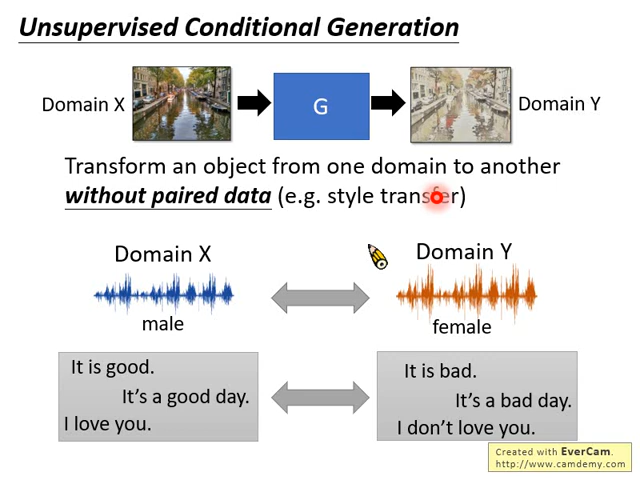 Unsupervised Conditional Generation
Domain X
G
Domain Y
Transform an object from one domain to another
without paired data (e.g. style transfer)
Domain X
Domain Y
male
female
It is good.
It's a good day.
I love you.
It is bad.
It's a bad day.
I don't love you.
Created with EverCam.
http://www.camdemy.com